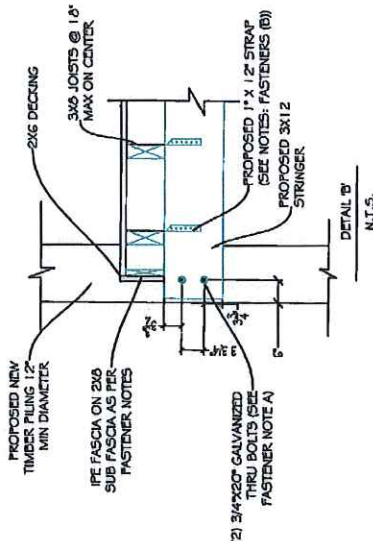 PROPOSED NEW
TIMBER PILING 12"
MIN DIAMETER
2X6 DECKING
3X8 JOISTS @ 18"
MAX ON CENTER
IPE FASCIA ON 2X8
SUB FASCIA AS PER
FASTENER NOTES
PROPOSED 1" X 12" STRAP
(SEE NOTES: FASTENERS (B))
PROPOSED 3X12
STRINGER
(2) 3/4"X20" GALVANIZED
THRU BOLTS (SEE
FASTENER NOTE A)
6"
DETAIL 'B'
N.T.S.